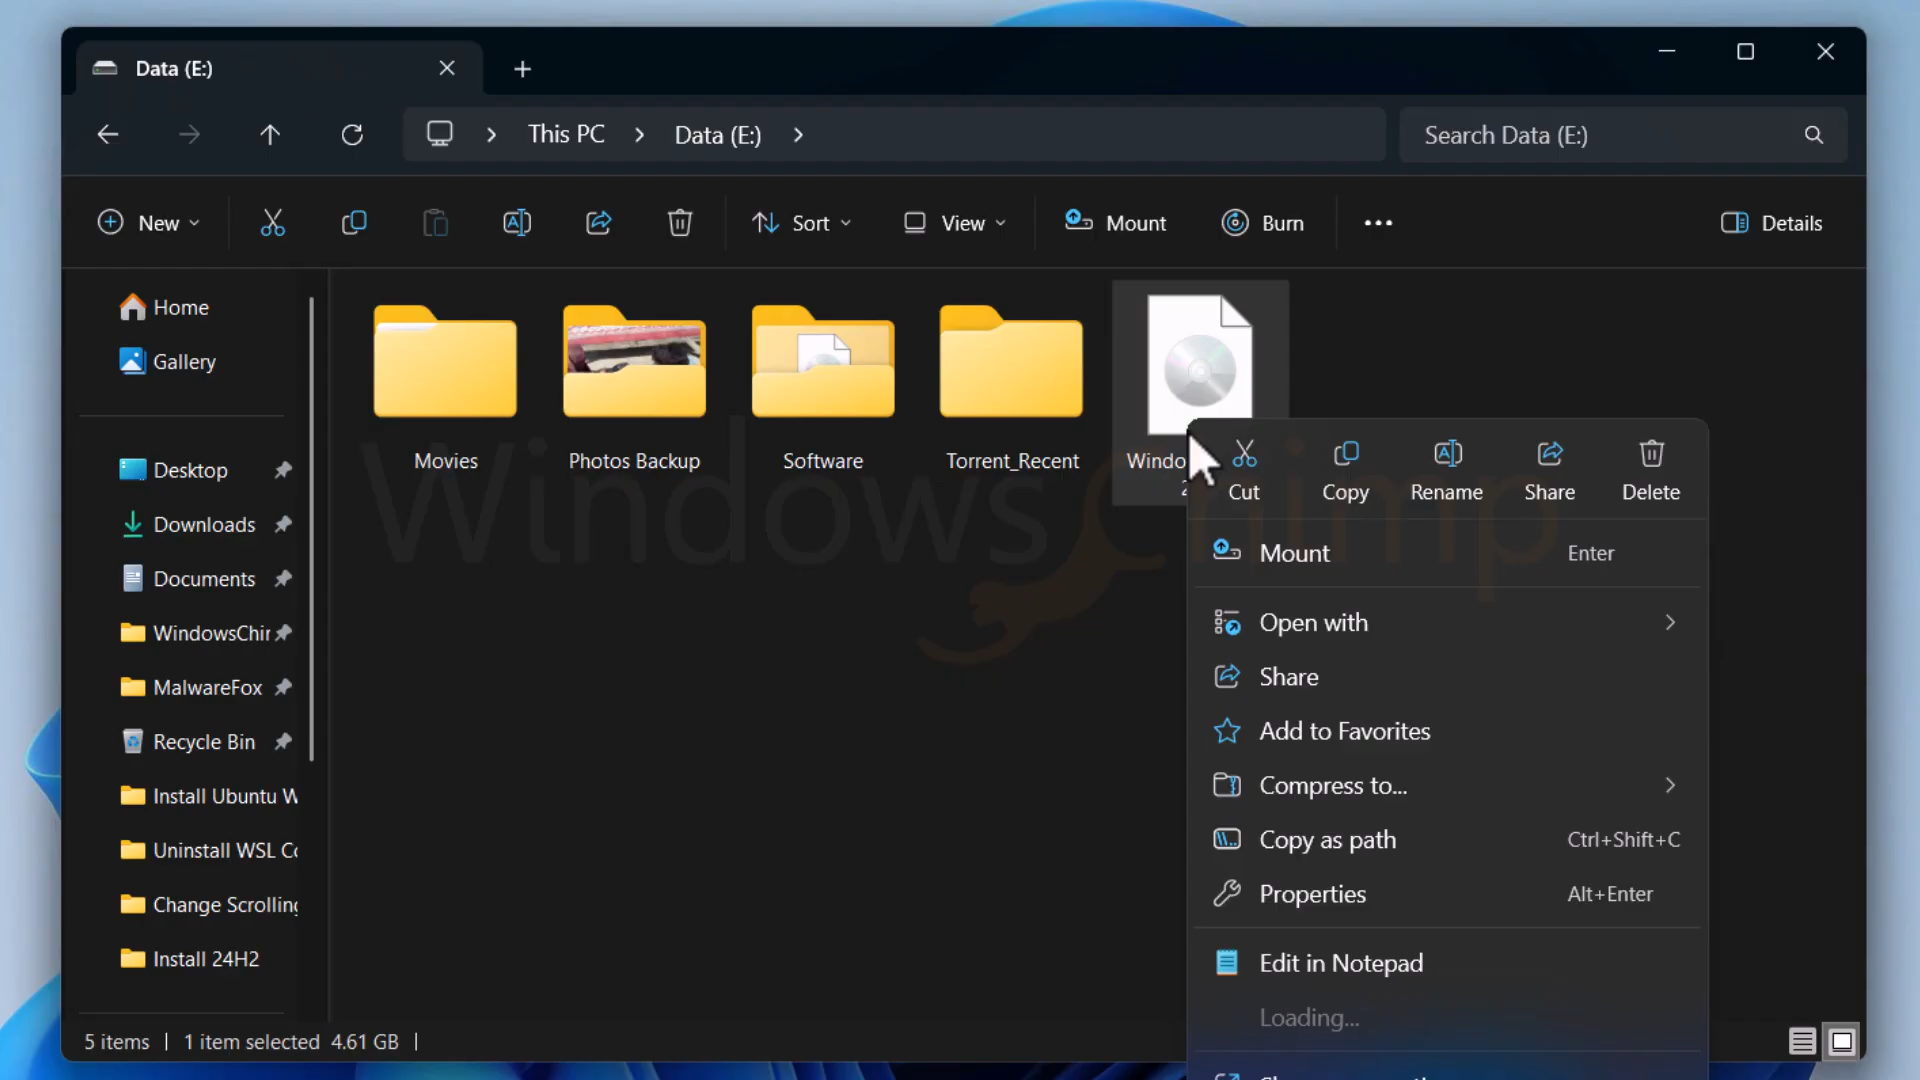 Data (E:)
This PC
Data (E:)
Search Data (E:)
New
Sort
View
Mount
Burn
Details
Home
Gallery
Desktop
Downloads
Documents
WindowsChir
MalwareFox
Recycle Bin
Install Ubuntu W
Uninstall WSL Co
Change Scrolling
Install 24H2
Movies
Photos Backup
Software
Torrent_Recent
Windo
WindowsChimp
Cut
Copy
Rename
Share
Delete
Mount Enter
Open with
Share
Add to Favorites
Compress to...
Copy as path Ctrl+Shift+C
Properties Alt+Enter
Edit in Notepad
Loading...
5 items 1 item selected 4.61 GB